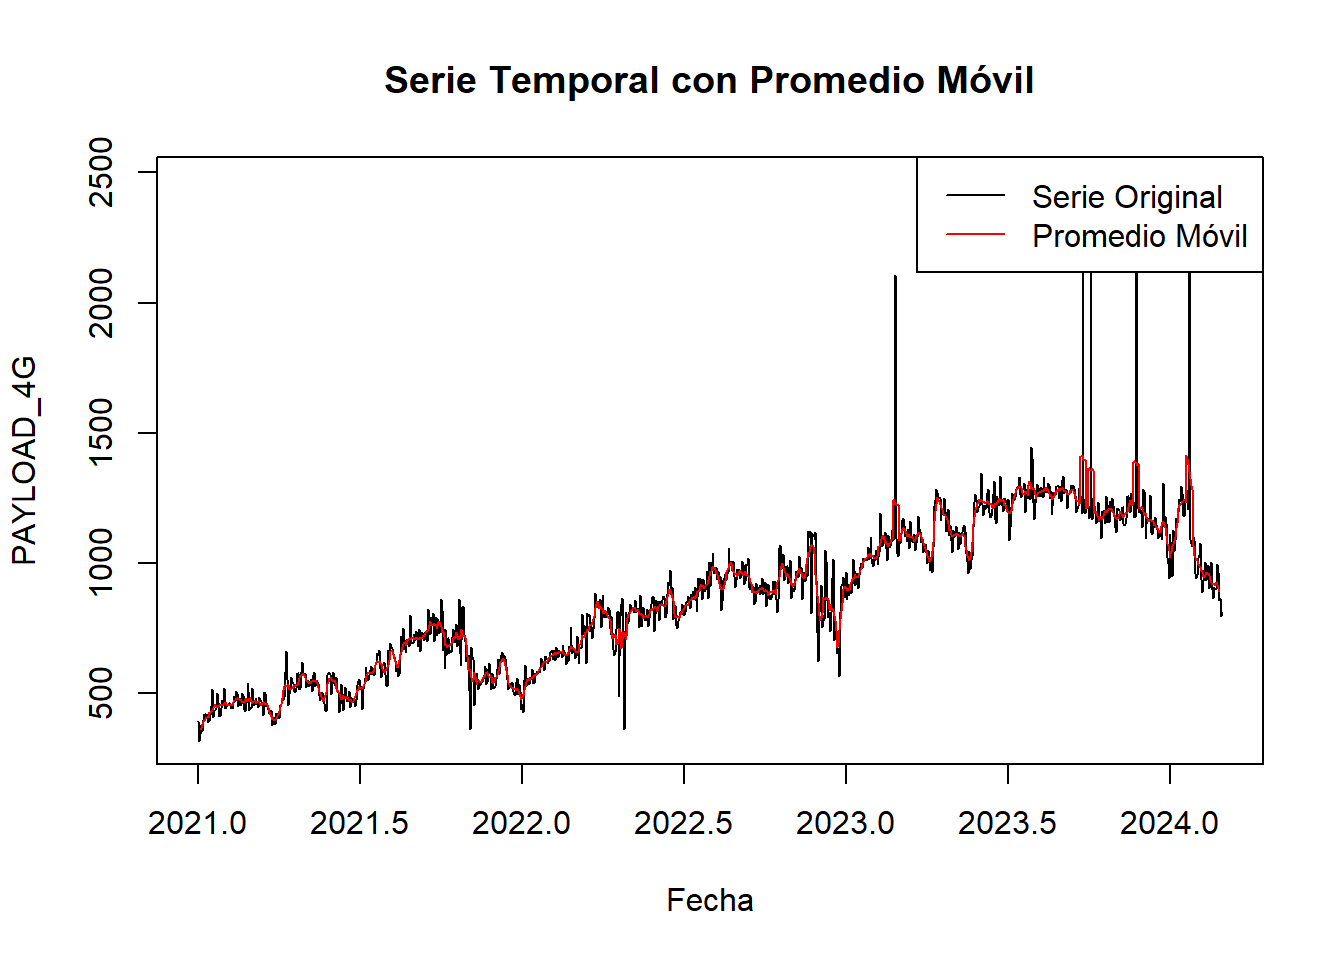 Serie Temporal con Promedio Móvil
Serie Original
Promedio Móvil
PAYLOAD_4G
2500
2000
1500
1000
500
2021.0 2021.5 2022.0 2022.5 2023.0 2023.5 2024.0
Fecha